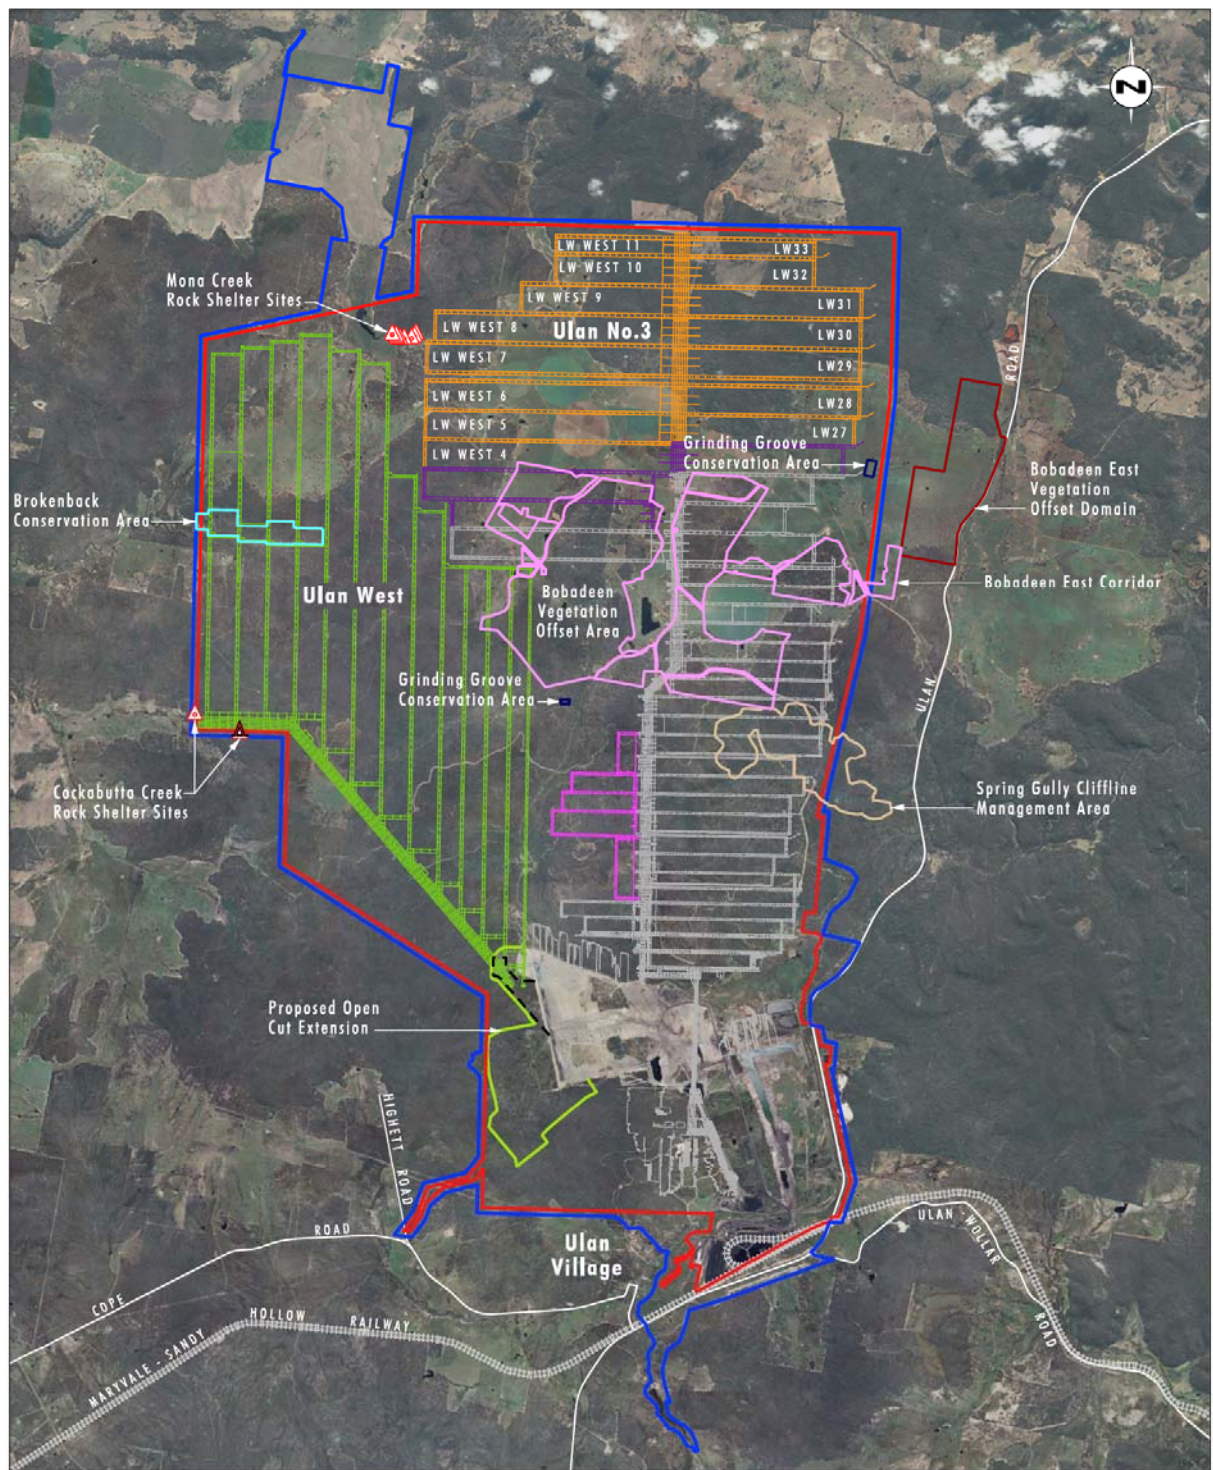 N
LW WEST 11
LW33
LW WEST 10
LW32
Mona Creek
Rock Shelter Sites
LW WEST 9
LW31
LW WEST 8
Ulan No.3
LW30
LW WEST 7
LW29
ROAD
LW WEST 6
LW28
LW WEST 5
LW27
LW WEST 4
Grinding Groove
Conservation Area
Bobadeen East
Vegetation
Offset Domain
Brokenback
Conservation Area
Bobadeen East Corridor
Ulan West
Bobadeen
Vegetation
Offset Area
ULAN
Grinding Groove
Conservation Area
Cockabutta Creek
Rock Shelter Sites
Spring Gully Cliffline
Management Area
Proposed Open
Cut Extension
HIGHETT ROAD
COPE ROAD
Ulan
Village
ULAN - WOLLAR ROAD
MARYVALE - SANDY HOLLOW RAILWAY